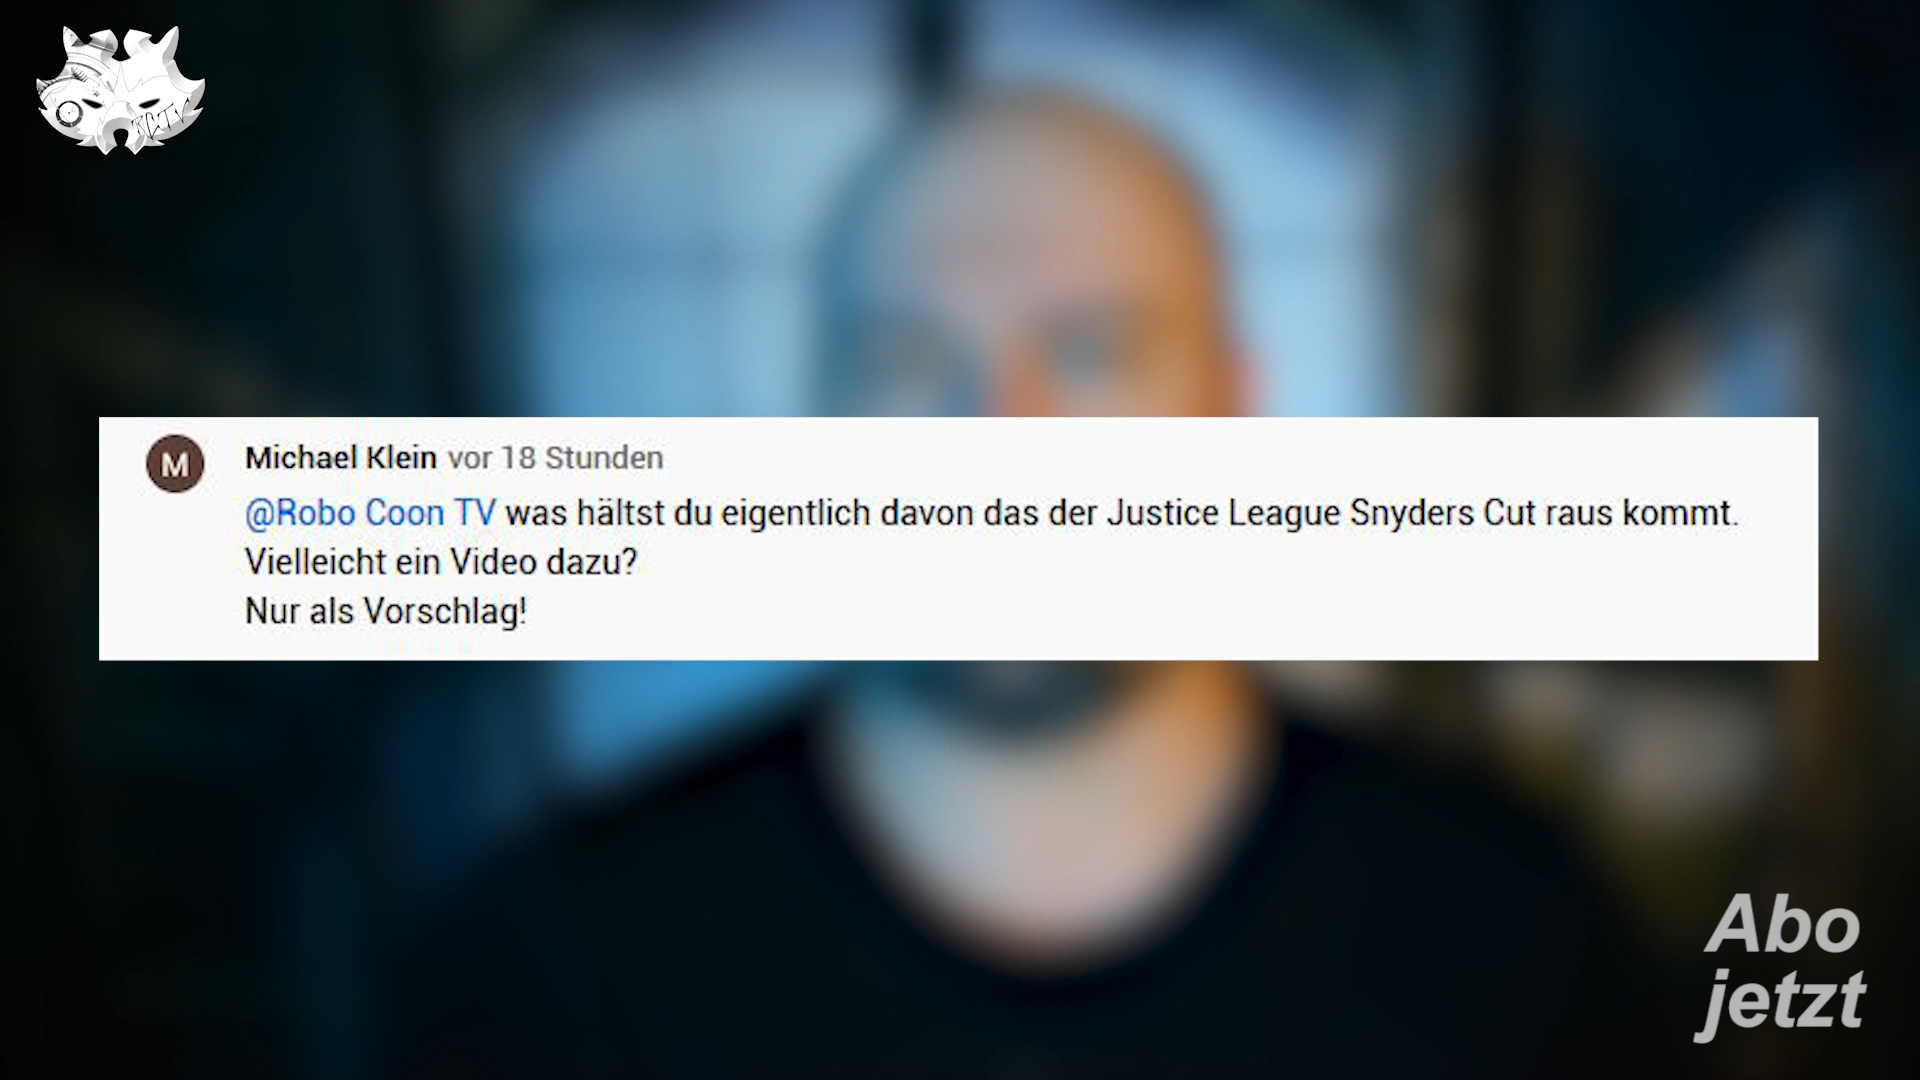 RCTV
Michael Klein vor 18 Stunden
@Robo Coon TV was hältst du eigentlich davon das der Justice League Snyders Cut raus kommt.
Vielleicht ein Video dazu?
Nur als Vorschlag!
M
Abo
jetzt